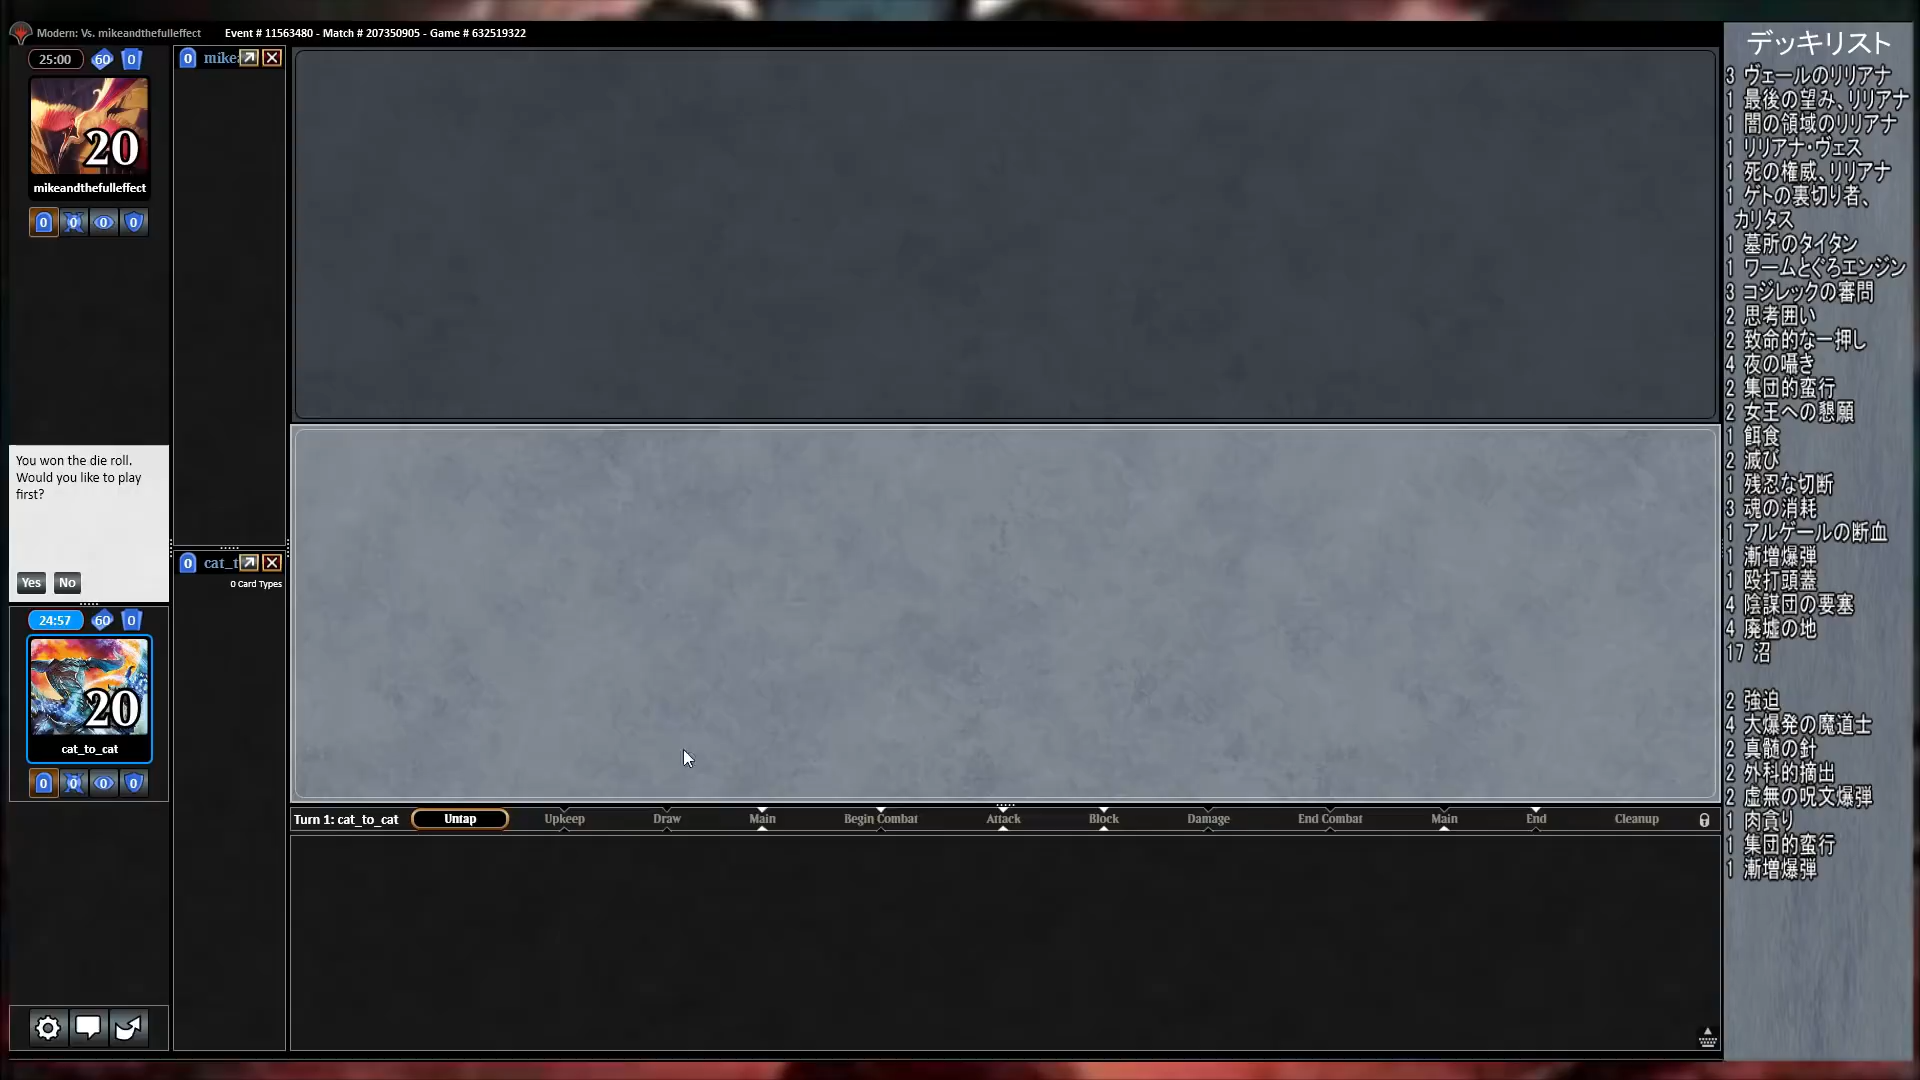 Modern: Vs. mikeandthefulleffect
Event # 11563480 - Match # 207350905 - Game # 632519322
25:00
60
0
20
mikeandthefulleffect
0
0
0
0
0
mike
You won the die roll.
Would you like to play
first?
Yes
No
24:57
60
0
20
cat_to_cat
0
0
0
0
0
cat_t
0 Card Types
Turn 1: cat_to_cat
Untap
Upkeep
Draw
Main
Begin Combat
Attack
Block
Damage
End Combat
Main
End
Cleanup
デッキリスト
3 ヴェールのリリアナ
1 最後の望み、リリアナ
1 闇の領域のリリアナ
1 リリアナ・ヴェス
1 死の権威、リリアナ
1 ゲトの裏切り者、
カリタス
1 墓所のタイタン
1 ワームとぐろエンジン
3 コジレックの審問
2 思考囲い
2 致命的な一押し
4 夜の囁き
2 集団的蛮行
2 女王への懇願
1 餌食
2 滅び
1 残忍な切断
3 魂の消耗
1 アルゲールの断血
1 漸増爆弾
1 殴打頭蓋
4 陰謀団の要塞
4 廃墟の地
17 沼
2 強迫
4 大爆発の魔道士
2 真髄の針
2 外科的摘出
2 虚無の呪文爆弾
1 肉貪り
1 集団的蛮行
1 漸増爆弾